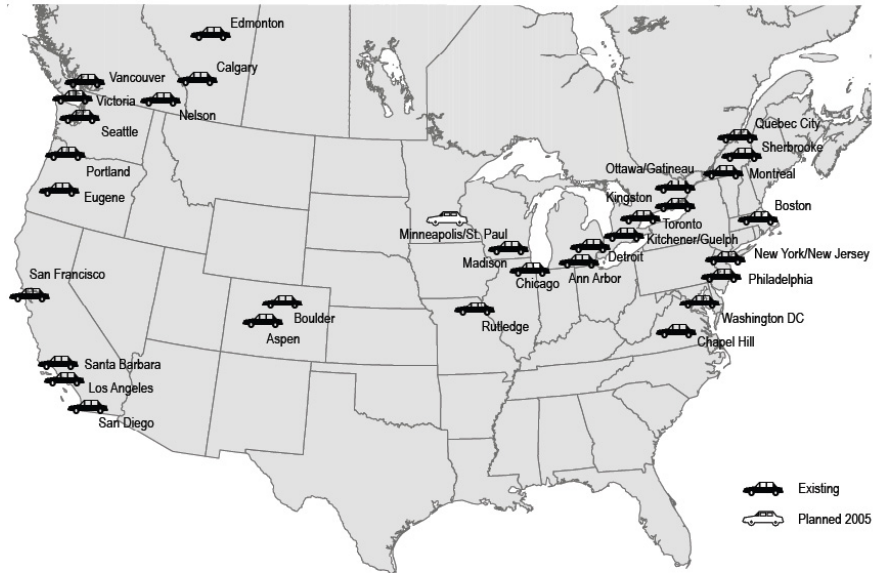 Edmonton
Calgary
Vancouver
Victoria
Nelson
Seattle
Portland
Eugene
Quebec City
Sherbrooke
Ottawa/Gatineau
Montreal
Kingston
Boston
Toronto
Minneapolis/St. Paul
Kitchener/Guelph
Madison
Detroit
New York/New Jersey
Chicago
Ann Arbor
Philadelphia
San Francisco
Boulder
Rutledge
Washington DC
Aspen
Chapel Hill
Santa Barbara
Los Angeles
San Diego
Existing
Planned 2005